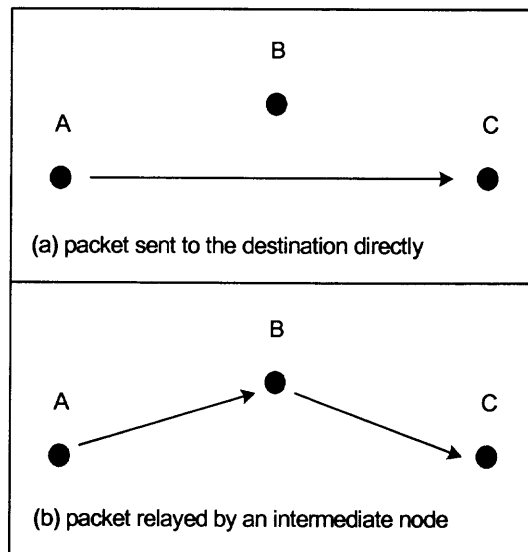 B
A
C
(a) packet sent to the destination directly
B
A
C
(b) packet relayed by an intermediate node